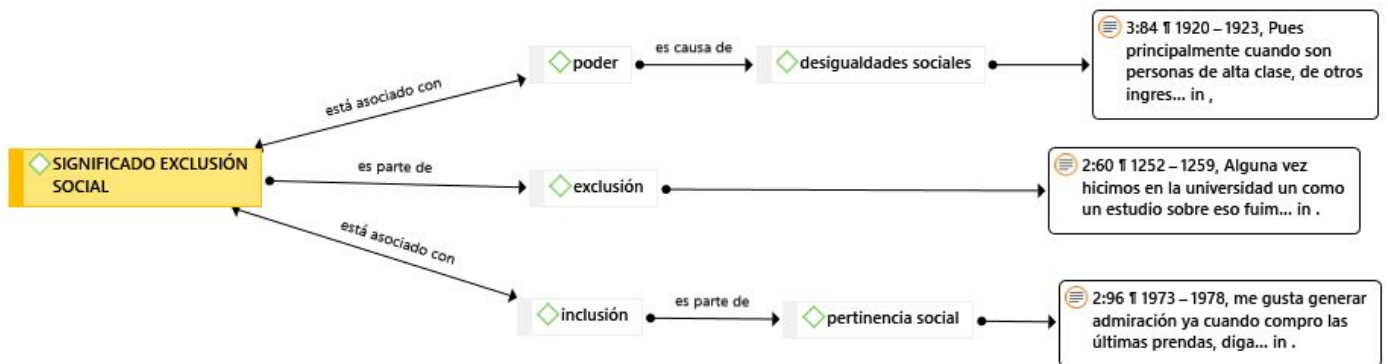 3:84 ¶ 1920 – 1923, Pues
principalmente cuando son
personas de alta clase, de otros
ingres... in ,
poder
es causa de
desigualdades sociales
está asociado con
SIGNIFICADO EXCLUSIÓN
SOCIAL
es parte de
exclusión
2:60 ¶ 1252 – 1259, Alguna vez
hicimos en la universidad un como
un estudio sobre eso fuim... in .
está asociado con
inclusión
es parte de
pertinencia social
2:96 ¶ 1973 – 1978, me gusta generar
admiración ya cuando compro las
últimas prendas, diga... in .